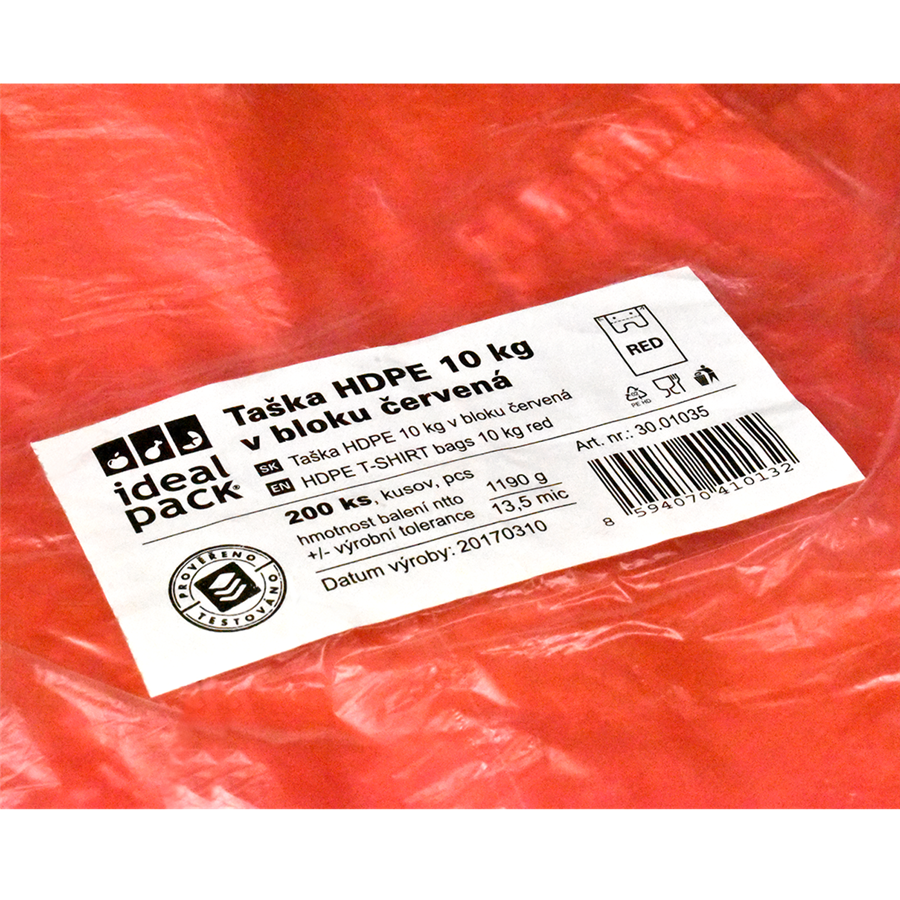 ideal
pack®
Taška HDPE 10 kg
v bloku červená
SK Taška HDPE 10 kg v bloku červená
EN HDPE T-SHIRT bags 10 kg red
RED
PE HD
200 ks, kusov, pcs
hmotnost balení ntto 1190 g
+/- výrobní tolerance 13,5 mic
Datum výroby: 20170310
Art. nr.: 30.01035
8 594070 410132
PROVĚŘENO
TESTOVÁNO